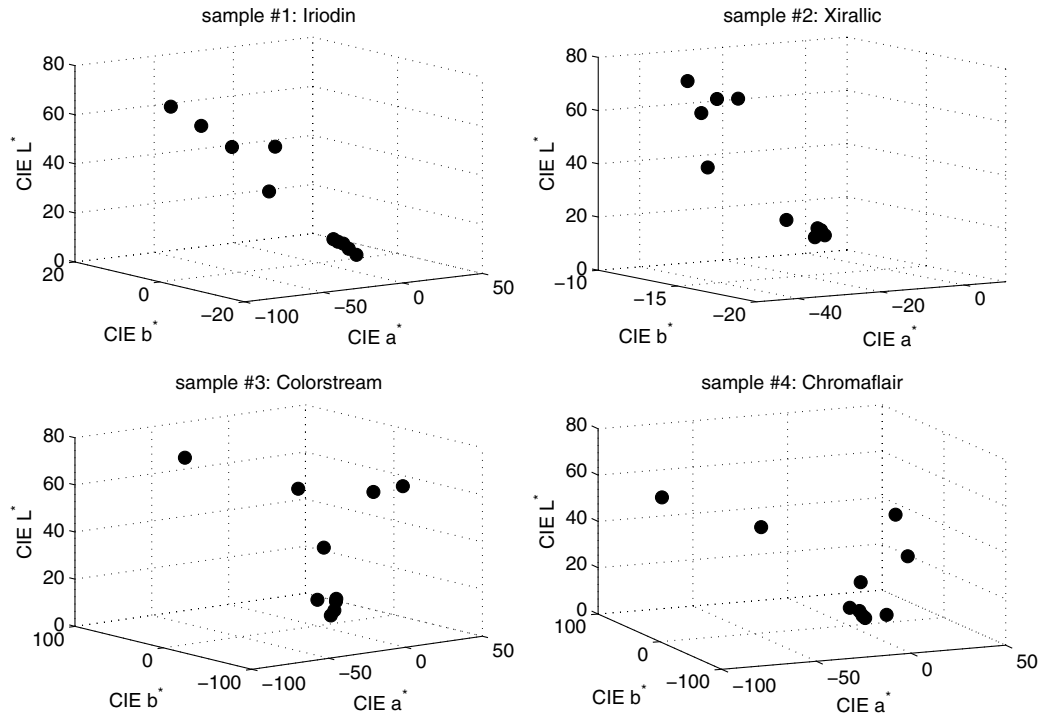 sample #1: Iriodin
80
60
40
20
0
CIE L*
20
0
−20
CIE b*
−100
−50
0
50
CIE a*
sample #2: Xirallic
80
60
40
20
0
CIE L*
−10
−15
−20
CIE b*
−40
−20
0
CIE a*
sample #3: Colorstream
80
60
40
20
0
CIE L*
100
0
−100
CIE b*
−100
−50
0
50
CIE a*
sample #4: Chromaflair
80
60
40
20
0
CIE L*
100
0
−100
CIE b*
−100
−50
0
50
CIE a*